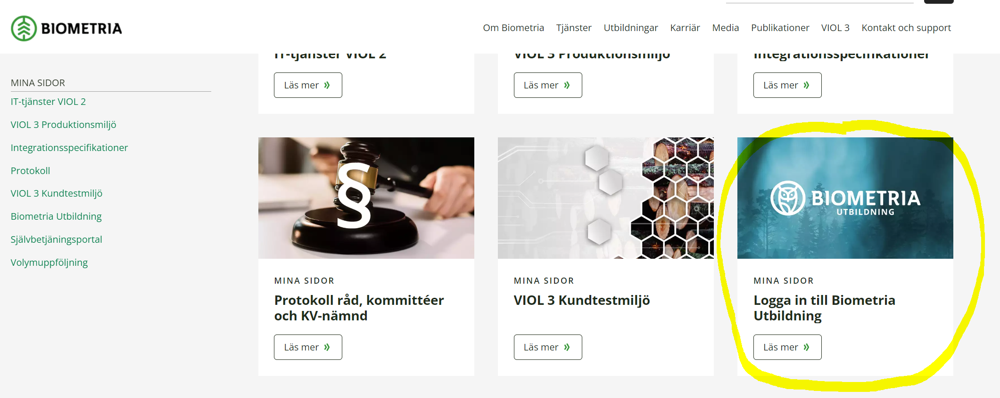 BIOMETRIA
Om Biometria Tjänster Utbildningar Karriär Media Publikationer VIOL 3 Kontakt och support
MINA SIDOR
IT-tjänster VIOL 2
VIOL 3 Produktionsmiljö
Integrationsspecifikationer
Protokoll
VIOL 3 Kundtestmiljö
Biometria Utbildning
Självbetjäningsportal
Volymuppföljning
IT-tjänster VIOL 2
Läs mer
VIOL 3 Produktionsmiljö
Läs mer
Integrationsspecifikationer
Läs mer
§
MINA SIDOR
Protokoll råd, kommittéer
och KV-nämnd
Läs mer
MINA SIDOR
VIOL 3 Kundtestmiljö
Läs mer
BIOMETRIA
UTBILDNING
MINA SIDOR
Logga in till Biometria
Utbildning
Läs mer